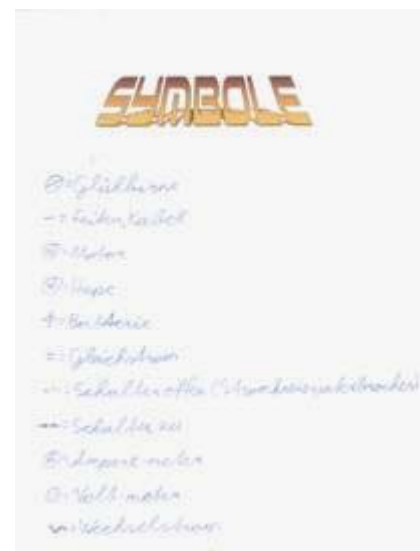 SYMBOLE
=Glühbirne
-=Leiter, Kabel
=Motor
=Hupe
=Batterie
==Gleichstrom
=Schalter offen (Stromkreis unterbrochen)
=Schalter zu
=Ampere-meter
=Volt-meter
~=Wechselstrom